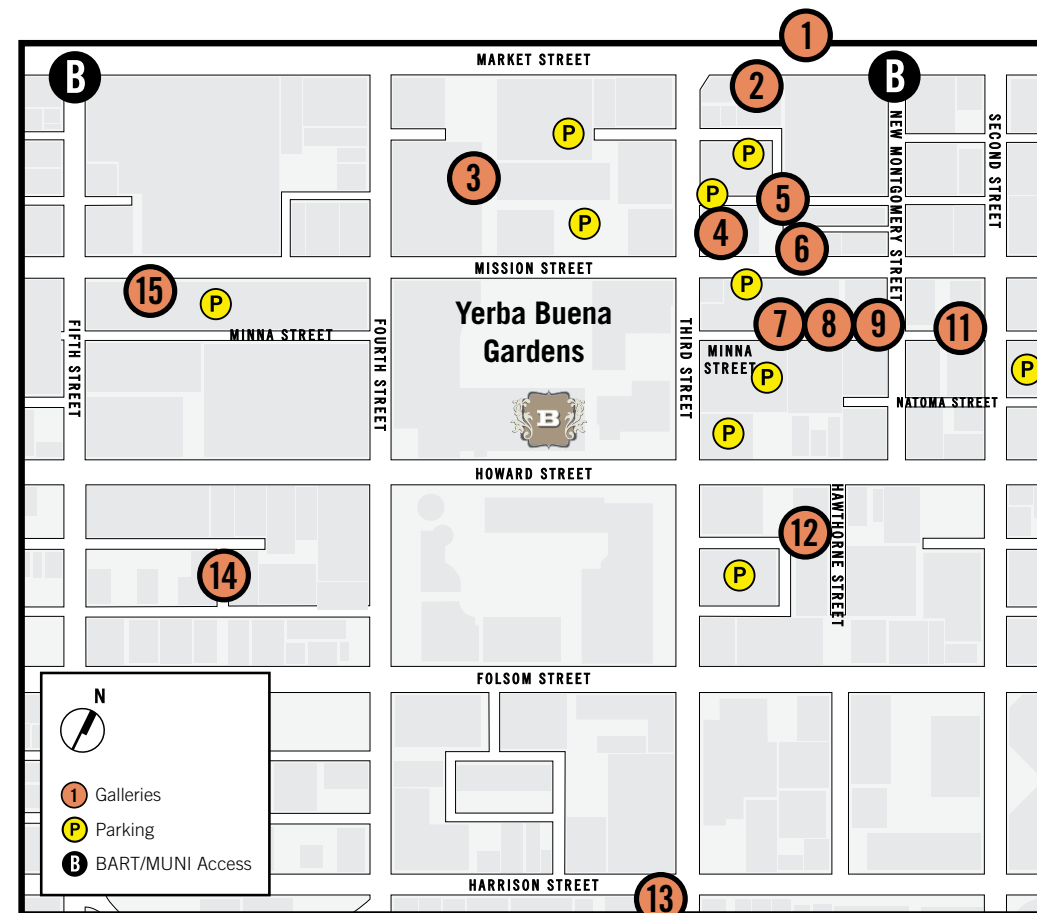 1
MARKET STREET
B
B
2
P
P
3
P
5
4
P
6
NEW MONTGOMERY STREET
SECOND STREET
MISSION STREET
15
P
P
Yerba Buena
Gardens
7
8
9
11
MINNA STREET
MINNA
STREET
FIFTH STREET
FOURTH STREET
THIRD STREET
P
P
NATOMA STREET
B
P
HOWARD STREET
HAWTHORNE STREET
12
14
P
FOLSOM STREET
N
1 Galleries
P Parking
B BART/MUNI Access
HARRISON STREET
13